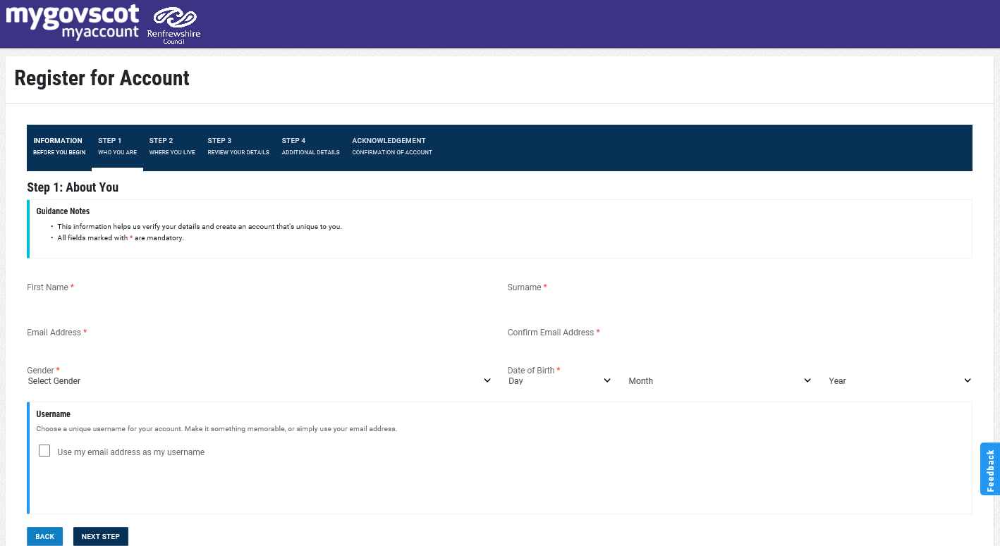 mygovscot
myaccount
Renfrewshire
Council
Register for Account
INFORMATION STEP 1 STEP 2 STEP 3 STEP 4 ACKNOWLEDGEMENT
BEFORE YOU BEGIN WHO YOU ARE WHERE YOU LIVE REVIEW YOUR DETAILS ADDITIONAL DETAILS CONFIRMATION OF ACCOUNT
Step 1: About You
Guidance Notes
• This information helps us verify your details and create an account that's unique to you.
• All fields marked with * are mandatory.
First Name * Surname *
Email Address * Confirm Email Address *
Gender * Date of Birth *
Select Gender Day Month Year
Username
Choose a unique username for your account. Make it something memorable, or simply use your email address.
Use my email address as my username
Feedback
BACK NEXT STEP